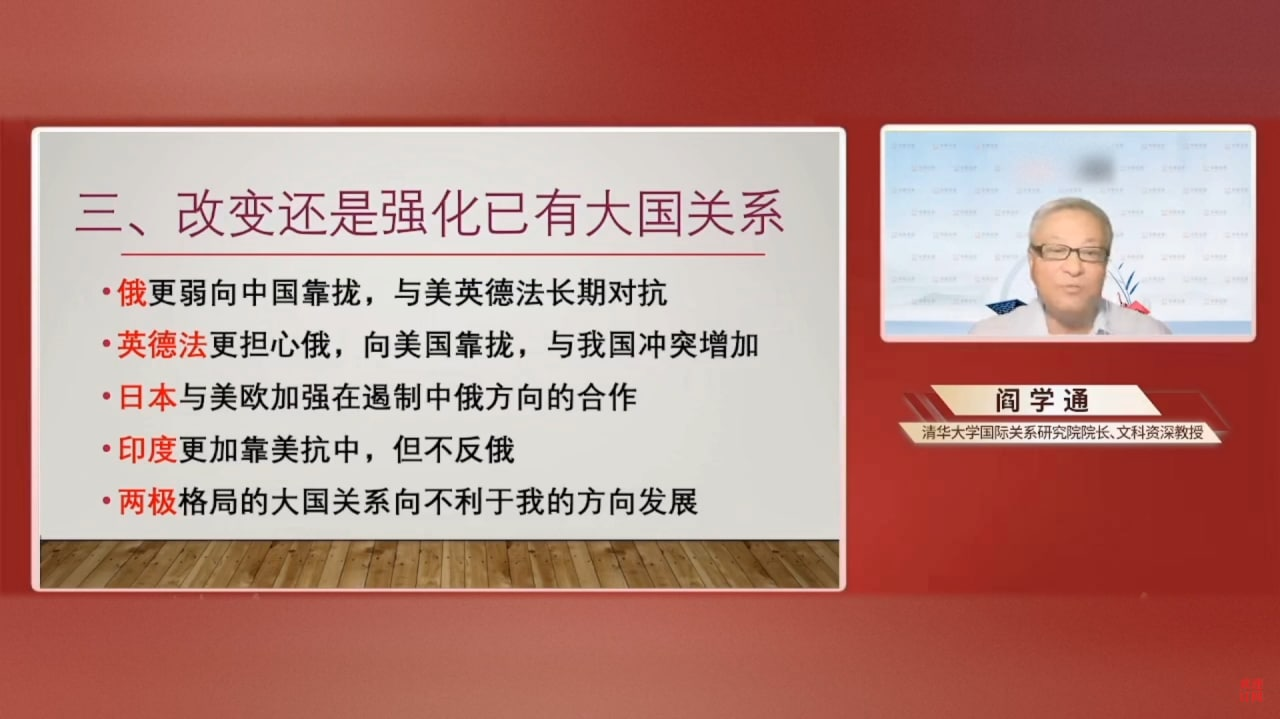 三、改变还是强化已有大国关系
•俄更弱向中国靠拢，与美英德法长期对抗
•英德法更担心俄，向美国靠拢，与我国冲突增加
•日本与美欧加强在遏制中俄方向的合作
•印度更加靠美抗中，但不反俄
•两极格局的大国关系向不利于我的方向发展
阎学通
清华大学国际关系研究院院长、文科资深教授